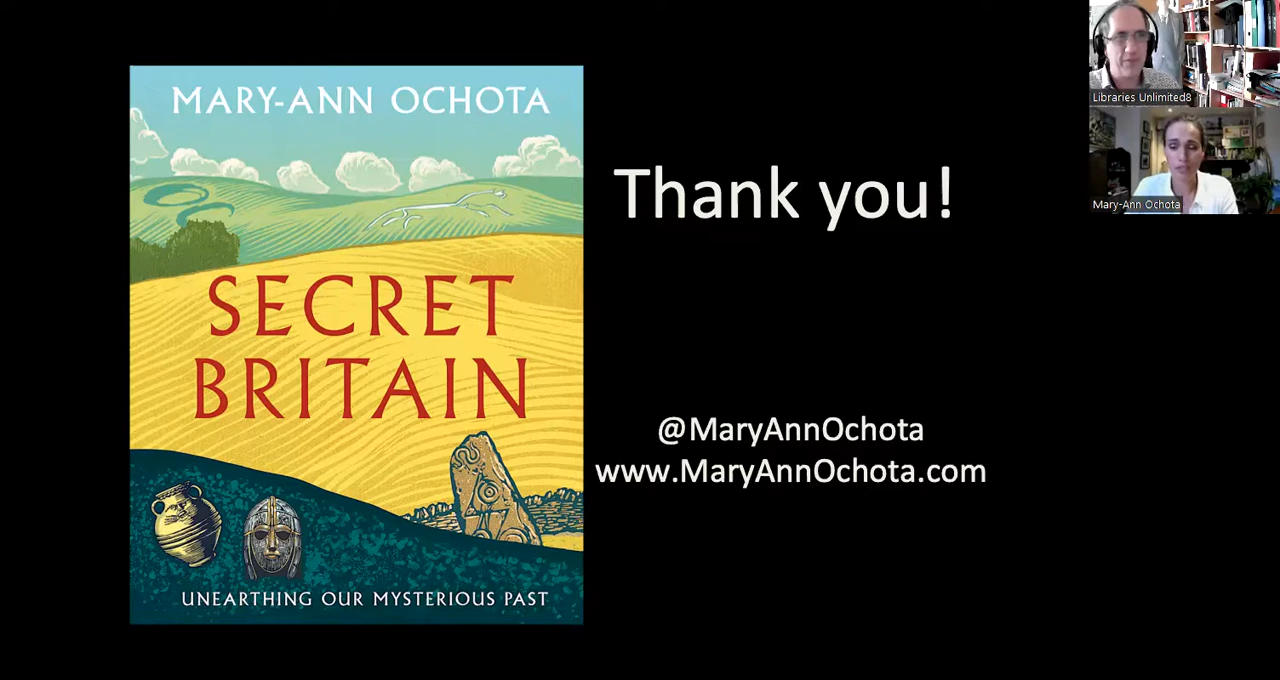 MARY-ANN OCHOTA
SECRET
BRITAIN
UNEARTHING OUR MYSTERIOUS PAST
Thank you!
@MaryAnnOchota
www.MaryAnnOchota.com
Libraries Unlimited8
Mary-Ann Ochota